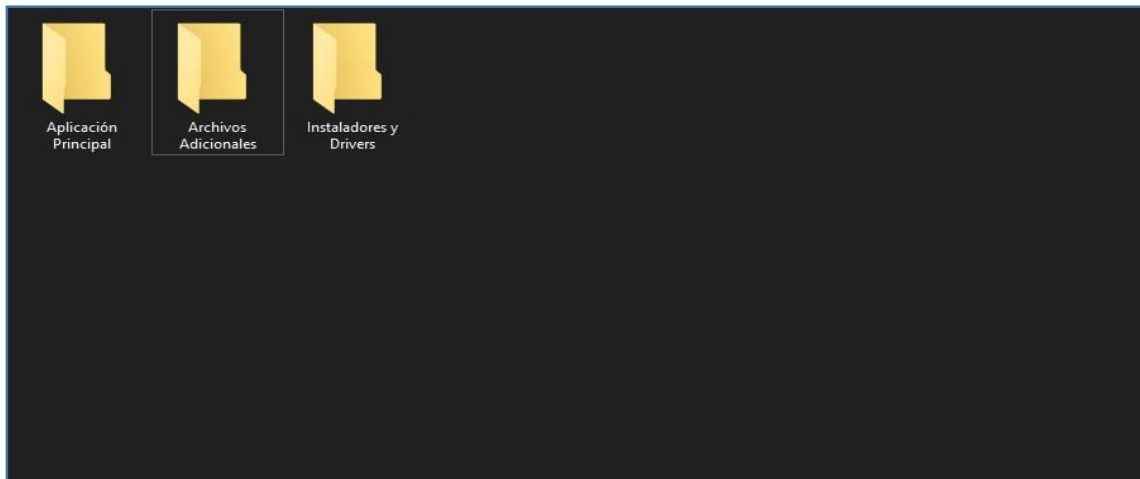 Aplicación
Principal
Archivos
Adicionales
Instaladores y
Drivers